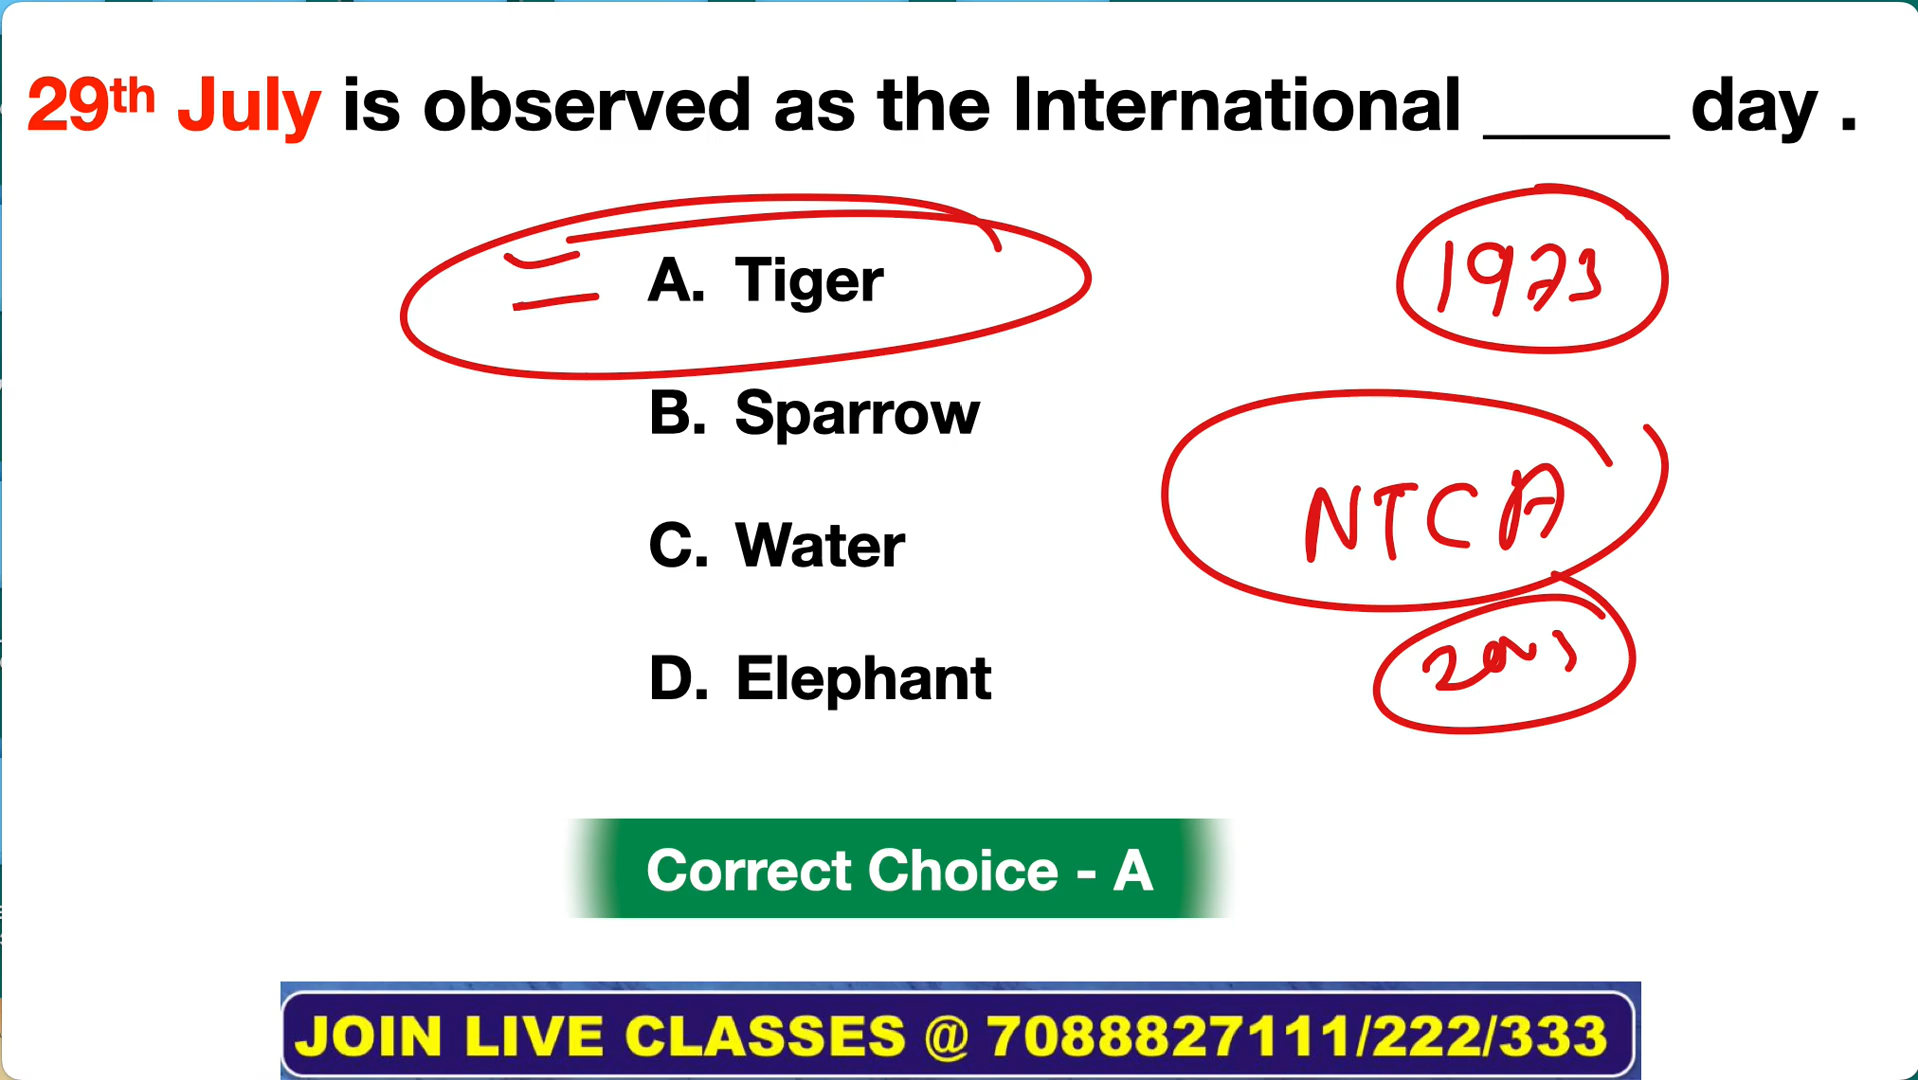 29th July is observed as the International _____ day .
A. Tiger
1973
B. Sparrow
NTCA
C. Water
D. Elephant
Correct Choice - A
JOIN LIVE CLASSES @ 7088827111/222/333